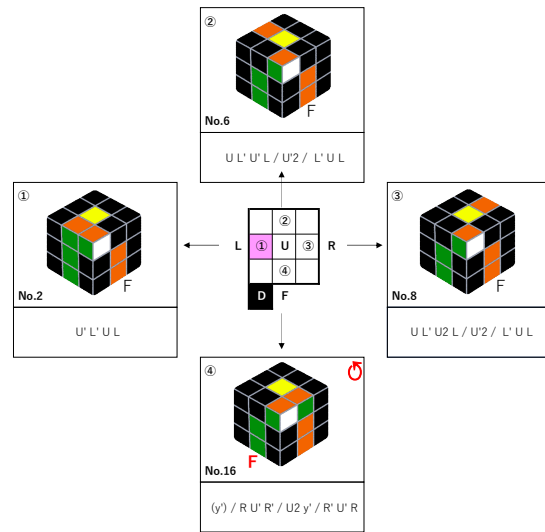 ②
F
No.6
U L' U' L / U'2 / L' U L
①
F
No.2
U' L' U L
②
L ① U ③ R
④
D F
③
F
No.8
U L' U2 L / U'2 / L' U L
④
F
No.16
(y') / R U' R' / U2 y' / R' U' R